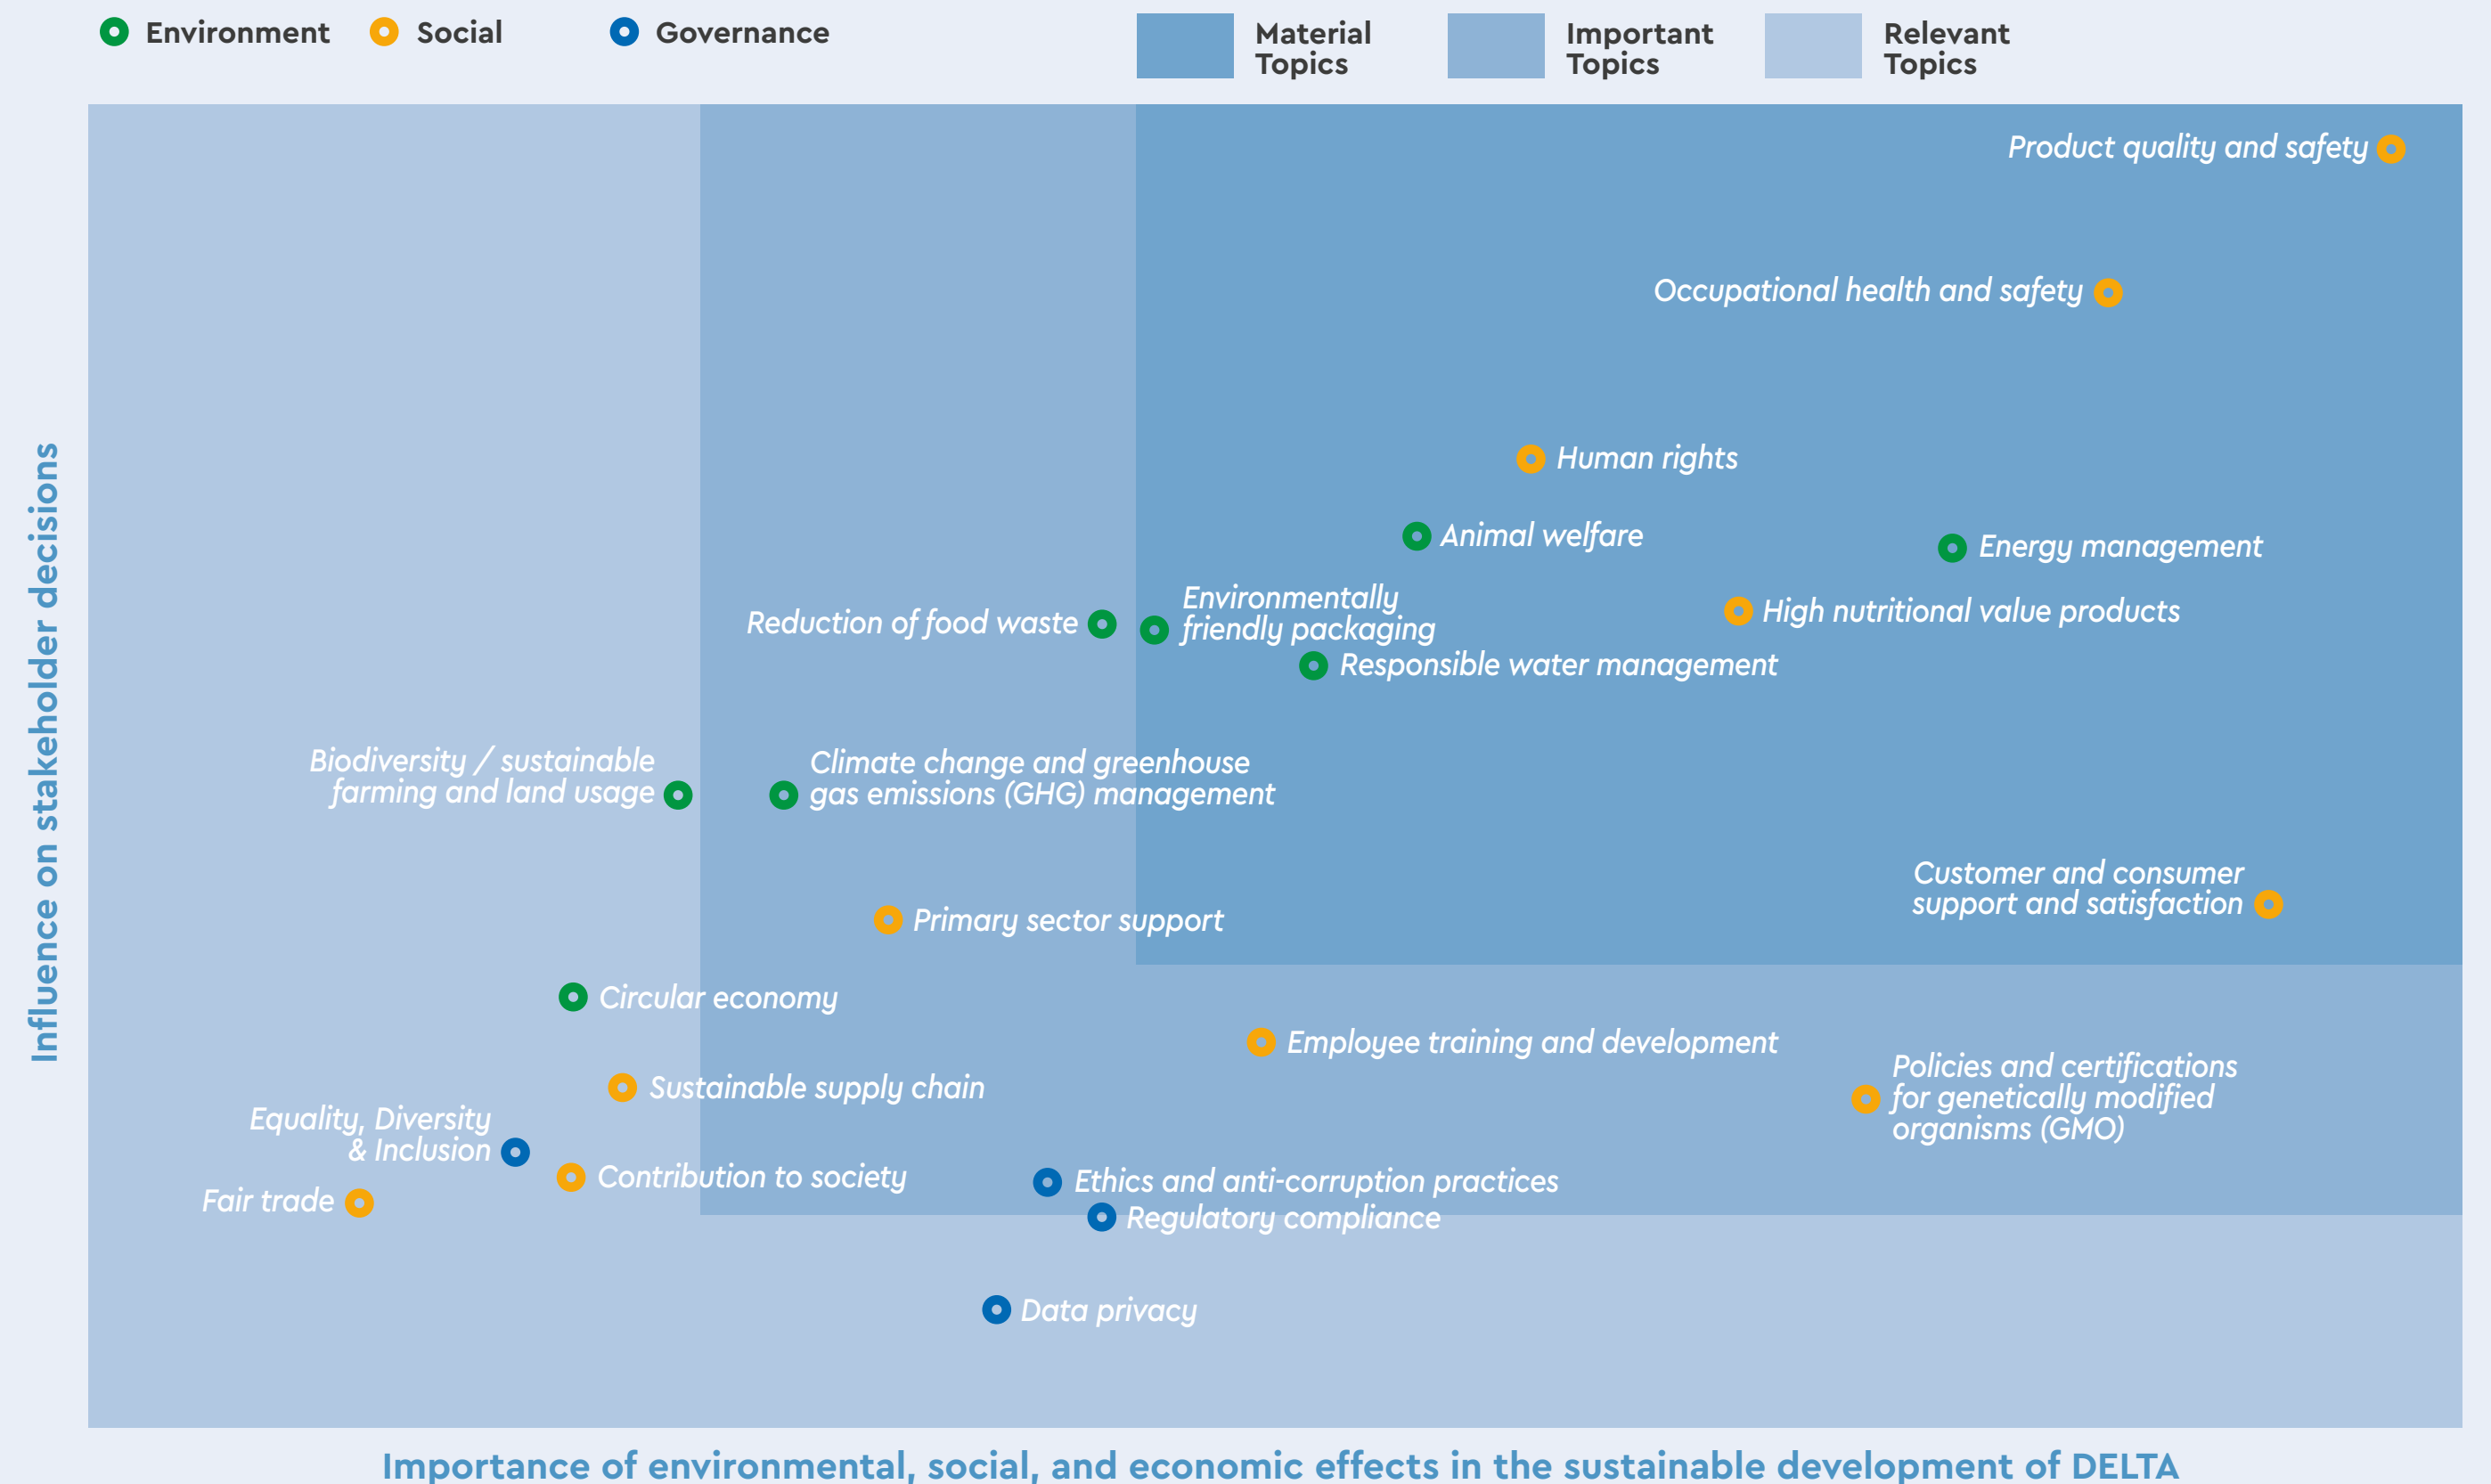 Environment
Social
Governance
Material
Topics
Important
Topics
Relevant
Topics
Influence on stakeholder decisions
Product quality and safety
Occupational health and safety
Human rights
Animal welfare
Energy management
Environmentally
friendly packaging
Reduction of food waste
High nutritional value products
Responsible water management
Biodiversity / sustainable
farming and land usage
Climate change and greenhouse
gas emissions (GHG) management
Customer and consumer
support and satisfaction
Primary sector support
Circular economy
Employee training and development
Policies and certifications
for genetically modified
organisms (GMO)
Sustainable supply chain
Equality, Diversity
& Inclusion
Contribution to society
Ethics and anti-corruption practices
Fair trade
Regulatory compliance
Data privacy
Importance of environmental, social, and economic effects in the sustainable development of DELTA